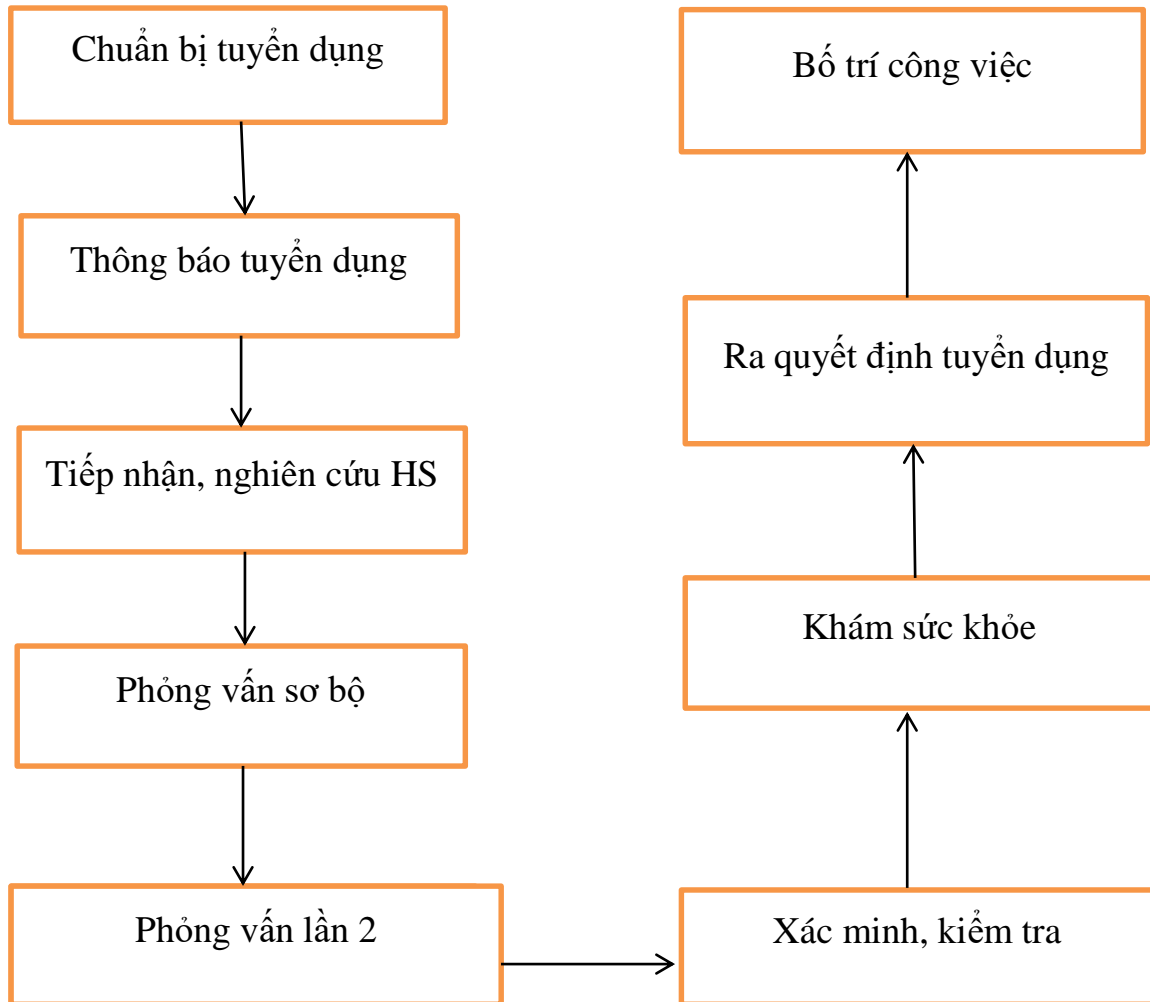 Chuẩn bị tuyển dụng
Thông báo tuyển dụng
Tiếp nhận, nghiên cứu HS
Phỏng vấn sơ bộ
Phỏng vấn lần 2
Xác minh, kiểm tra
Khám sức khỏe
Ra quyết định tuyển dụng
Bố trí công việc